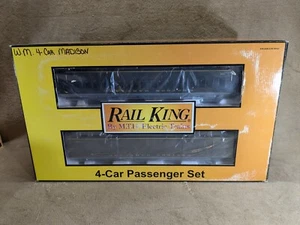 W.M. 4 CAR MADISON
RAIL KING
By M.T.H. Electric Trains
4-Car Passenger Set